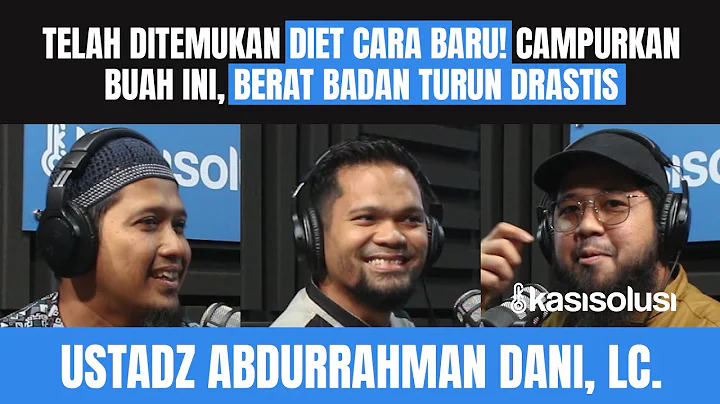 TELAH DITEMUKAN DIET CARA BARU! CAMPURKAN
BUAH INI, BERAT BADAN TURUN DRASTIS
kasisolusi
USTADZ ABDURRAHMAN DANI, LC.